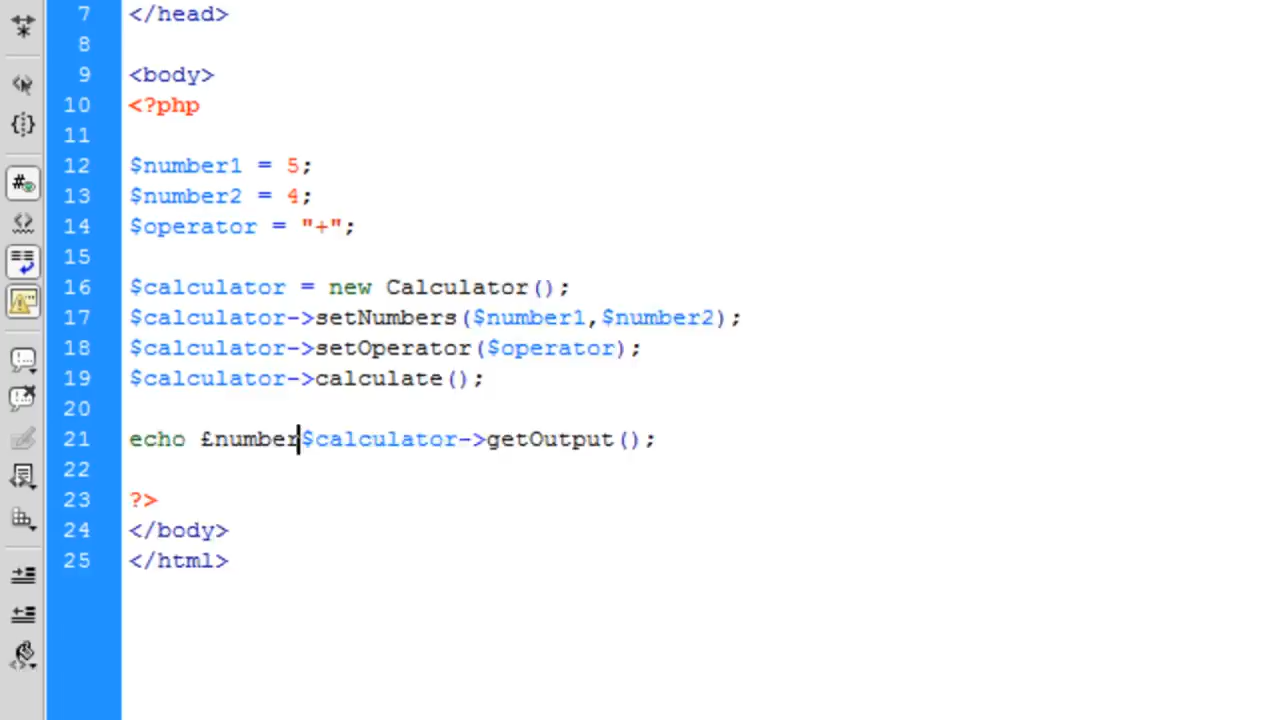 7 </head>
8
9 <body>
10 <?php
11
12 $number1 = 5;
13 $number2 = 4;
14 $operator = "+";
15
16 $calculator = new Calculator();
17 $calculator->setNumbers($number1,$number2);
18 $calculator->setOperator($operator);
19 $calculator->calculate();
20
21 echo £number$calculator->getOutput();
22
23 ?>
24 </body>
25 </html>